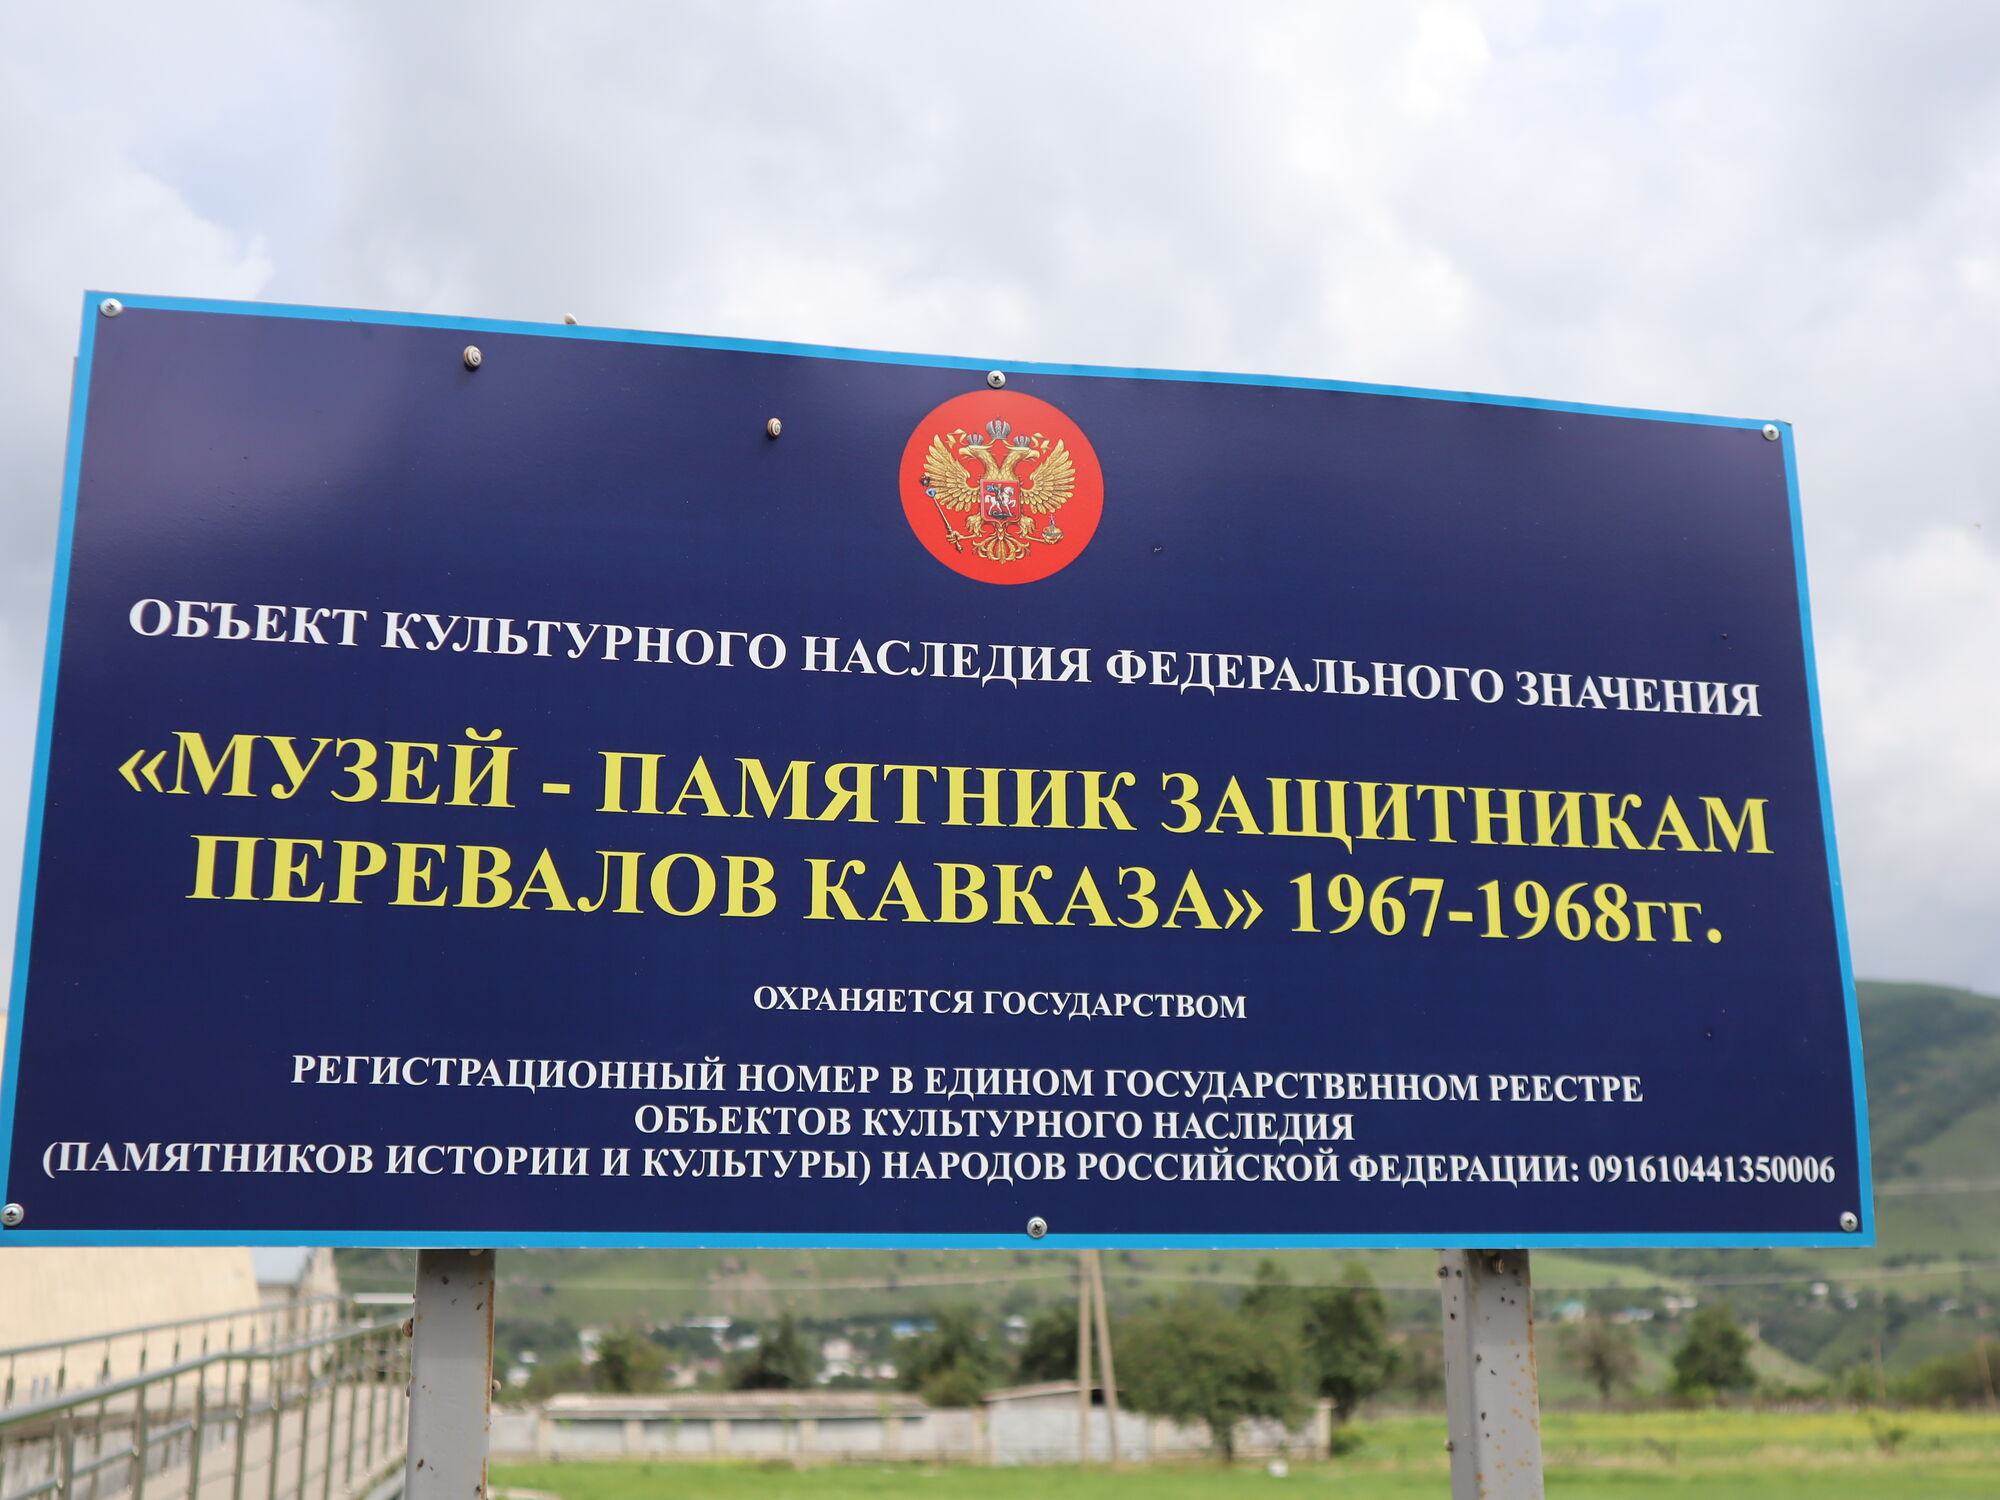 ОБЪЕКТ КУЛЬТУРНОГО НАСЛЕДИЯ ФЕДЕРАЛЬНОГО ЗНАЧЕНИЯ
«МУЗЕЙ - ПАМЯТНИК ЗАЩИТНИКАМ
ПЕРЕВАЛОВ КАВКАЗА» 1967-1968гг.
ОХРАНЯЕТСЯ ГОСУДАРСТВОМ
РЕГИСТРАЦИОННЫЙ НОМЕР В ЕДИНОМ ГОСУДАРСТВЕННОМ РЕЕСТРЕ
ОБЪЕКТОВ КУЛЬТУРНОГО НАСЛЕДИЯ
(ПАМЯТНИКОВ ИСТОРИИ И КУЛЬТУРЫ) НАРОДОВ РОССИЙСКОЙ ФЕДЕРАЦИИ: 091610441350006